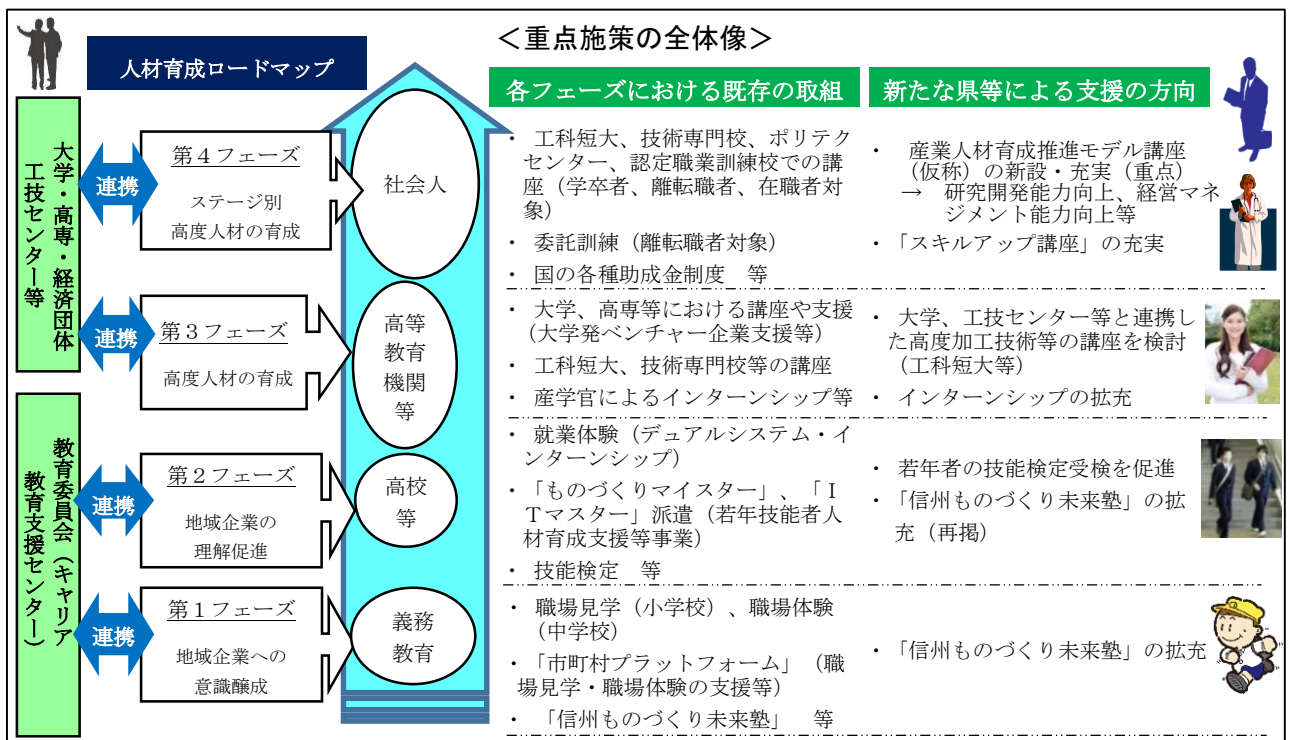 ＜重点施策の全体像＞
人材育成ロードマップ
各フェーズにおける既存の取組
新たな県等による支援の方向
大学・高専・経済団体
工技センター等
連携
第４フェーズ
ステージ別
高度人材の育成
社会人
・ 工科短大、技術専門校、ポリテク
センター、認定職業訓練校での講
座（学卒者、離転職者、在職者対
象）
・ 委託訓練（離転職者対象）
・ 国の各種助成金制度　等
・ 産業人材育成推進モデル講座
（仮称）の新設・充実（重点）
→ 研究開発能力向上、経営マネ
ジメント能力向上等
・ 「スキルアップ講座」の充実
連携
第３フェーズ
高度人材の育成
高等
教育
機関
等
・ 大学、高専等における講座や支援
（大学発ベンチャー企業支援等）
・ 工科短大、技術専門校等の講座
・ 産学官によるインターンシップ等
・ 大学、工技センター等と連携し
た高度加工技術等の講座を検討
（工科短大等）
・ インターンシップの拡充
教育委員会（キャリア
教育支援センター）
連携
第２フェーズ
地域企業の
理解促進
高校
等
・ 就業体験（デュアルシステム・イ
ンターンシップ）
・ 「ものづくりマイスター」、「Ｉ
Ｔマスター」派遣（若年技能者人
材育成支援等事業）
・ 技能検定　等
・ 若年者の技能検定受検を促進
・ 「信州ものづくり未来塾」の拡
充（再掲）
連携
第１フェーズ
地域企業への
意識醸成
義務
教育
・ 職場見学（小学校）、職場体験
（中学校）
・ 「市町村プラットフォーム」（職
場見学・職場体験の支援等）
・ 「信州ものづくり未来塾」　等
・ 「信州ものづくり未来塾」の拡充